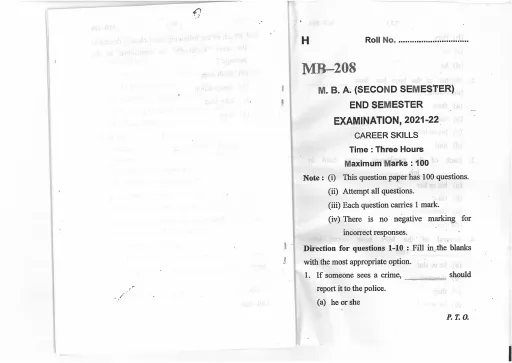 H Roll No. ..............................
MB–208
M. B. A. (SECOND SEMESTER)
END SEMESTER
EXAMINATION, 2021-22
CAREER SKILLS
Time : Three Hours
Maximum Marks : 100
Note : (i) This question paper has 100 questions.
(ii) Attempt all questions.
(iii) Each question carries 1 mark.
(iv) There is no negative marking for
incorrect responses.
Direction for questions 1-10 : Fill in the blanks
with the most appropriate option.
1. If someone sees a crime, __________ should
report it to the police.
(a) he or she
P. T. O.